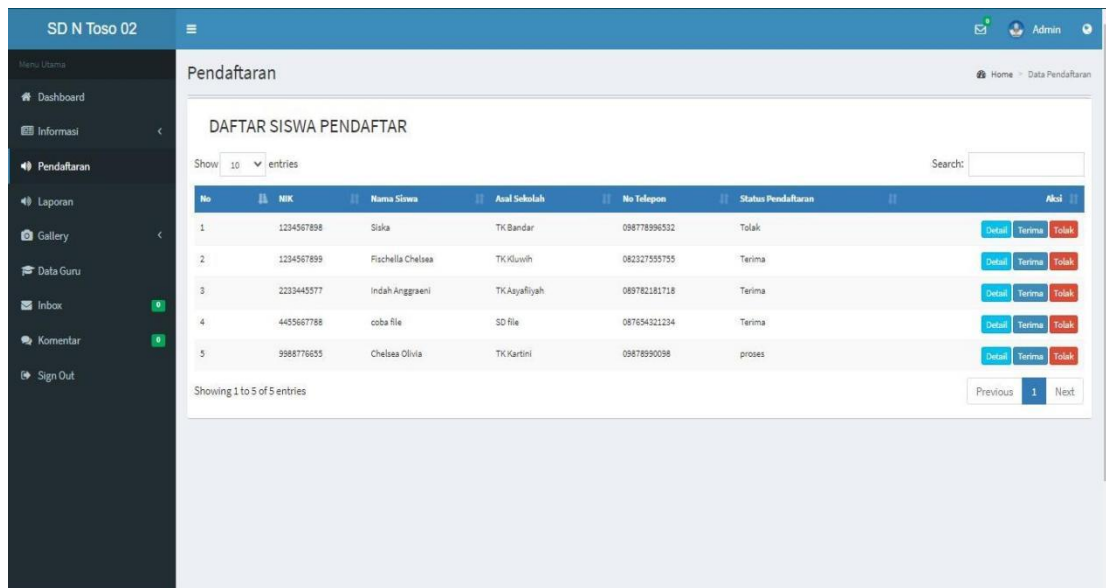 SD N Toso 02
0
Admin
Menu Utama
Pendaftaran
Home > Data Pendaftaran
Dashboard
Informasi
Pendaftaran
Laporan
Gallery
Data Guru
Inbox 0
Komentar 0
Sign Out
DAFTAR SISWA PENDAFTAR
Show 10 entries
Search:
No NIK Nama Siswa Asal Sekolah No Telepon Status Pendaftaran Aksi
1 1234567898 Siska TK Bandar 098778996532 Tolak Detail Terima Tolak
2 1234567899 Fischella Chelsea TK Kluwih 082327555755 Terima Detail Terima Tolak
3 2233445577 Indah Anggraeni TK Asyafiiyah 089782181718 Terima Detail Terima Tolak
4 4455667788 coba file SD file 087654321234 Terima Detail Terima Tolak
5 9988776655 Chelsea Olivia TK Kartini 09878990098 proses Detail Terima Tolak
Showing 1 to 5 of 5 entries
Previous 1 Next